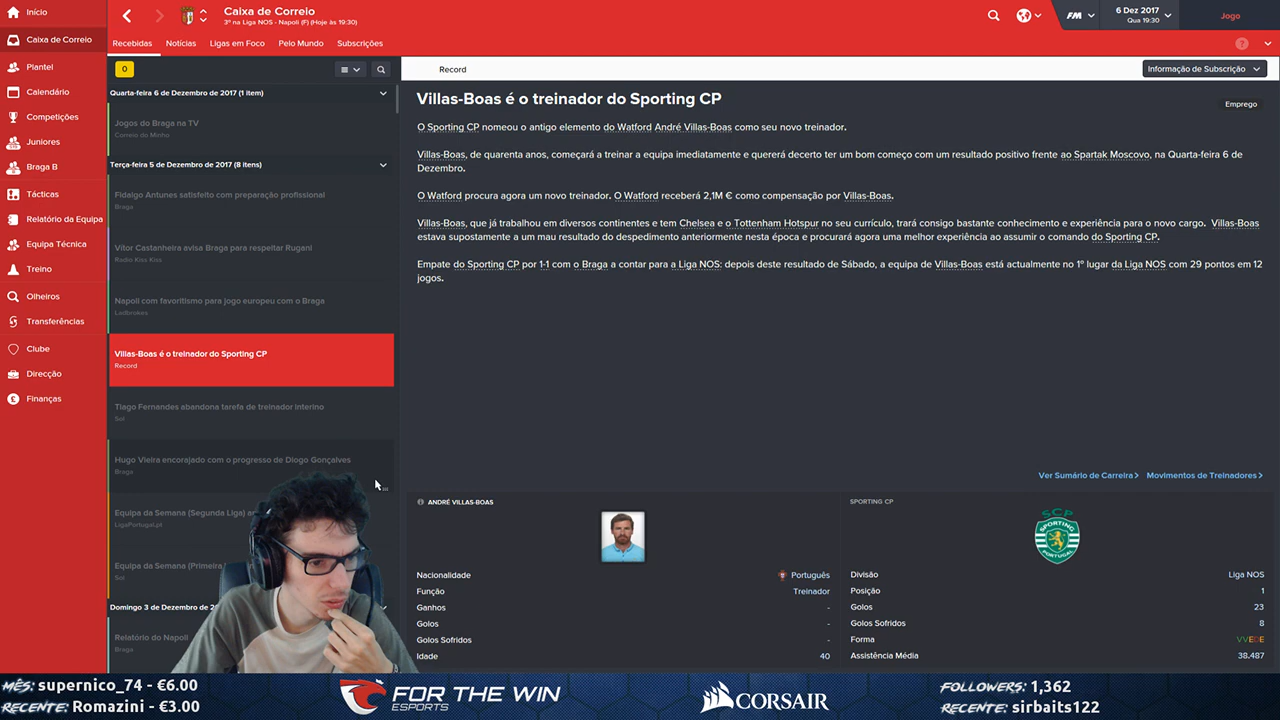 Início
Caixa de Correio
Plantel
Calendário
Competições
Juniores
Braga B
Tácticas
Relatório da Equipa
Equipa Técnica
Treino
Olheiros
Transferências
Clube
Direcção
Finanças
Caixa de Correio
3º na Liga NOS - Napoli (F) (Hoje às 19:30)
FM
6 Dez 2017
Qua 19:30
Jogo
Recebidas
Notícias
Ligas em Foco
Pelo Mundo
Subscrições
0
Quarta-feira 6 de Dezembro de 2017 (1 item)
Jogos do Braga na TV
Correio do Minho
Terça-feira 5 de Dezembro de 2017 (8 itens)
Fidalgo Antunes satisfeito com preparação profissional
Braga
Vítor Castanheira avisa Braga para respeitar Rugani
Radio Kiss Kiss
Napoli com favoritismo para jogo europeu com o Braga
Ladbrokes
Villas-Boas é o treinador do Sporting CP
Record
Tiago Fernandes abandona tarefa de treinador interino
Sol
Hugo Vieira encorajado com o progresso de Diogo Gonçalves
Braga
Equipa da Semana (Segunda Liga)
LigaPortugal.pt
Equipa da Semana (Primeira
Sol
Domingo 3 de Dezembro de 2
Relatório do Napoli
Braga
Record
Informação de Subscrição
Villas-Boas é o treinador do Sporting CP
Emprego
O Sporting CP nomeou o antigo elemento do Watford André Villas-Boas como seu novo treinador.
Villas-Boas, de quarenta anos, começará a treinar a equipa imediatamente e quererá decerto ter um bom começo com um resultado positivo frente ao Spartak Moscovo, na Quarta-feira 6 de
Dezembro.
O Watford procura agora um novo treinador. O Watford receberá 2,1M € como compensação por Villas-Boas.
Villas-Boas, que já trabalhou em diversos continentes e tem Chelsea e o Tottenham Hotspur no seu currículo, trará consigo bastante conhecimento e experiência para o novo cargo. Villas-Boas
estava supostamente a um mau resultado do despedimento anteriormente nesta época e procurará agora uma melhor experiência ao assumir o comando do Sporting CP.
Empate do Sporting CP por 1-1 com o Braga a contar para a Liga NOS: depois deste resultado de Sábado, a equipa de Villas-Boas está actualmente no 1º lugar da Liga NOS com 29 pontos em 12
jogos.
Ver Sumário de Carreira>
Movimentos de Treinadores>
ANDRÉ VILLAS-BOAS
Nacionalidade Português
Função Treinador
Ganhos -
Golos -
Golos Sofridos -
Idade 40
SPORTING CP
SCP
SPORTING
PORTUGAL
Divisão Liga NOS
Posição 1
Golos 23
Golos Sofridos 8
Forma VVEDE
Assistência Média 38.487
MÊS: supernico_74 - €6.00
RECENTE: Romazini - €3.00
FOR THE WIN
ESPORTS
CORSAIR
FOLLOWERS: 1,362
RECENTE: sirbaits122